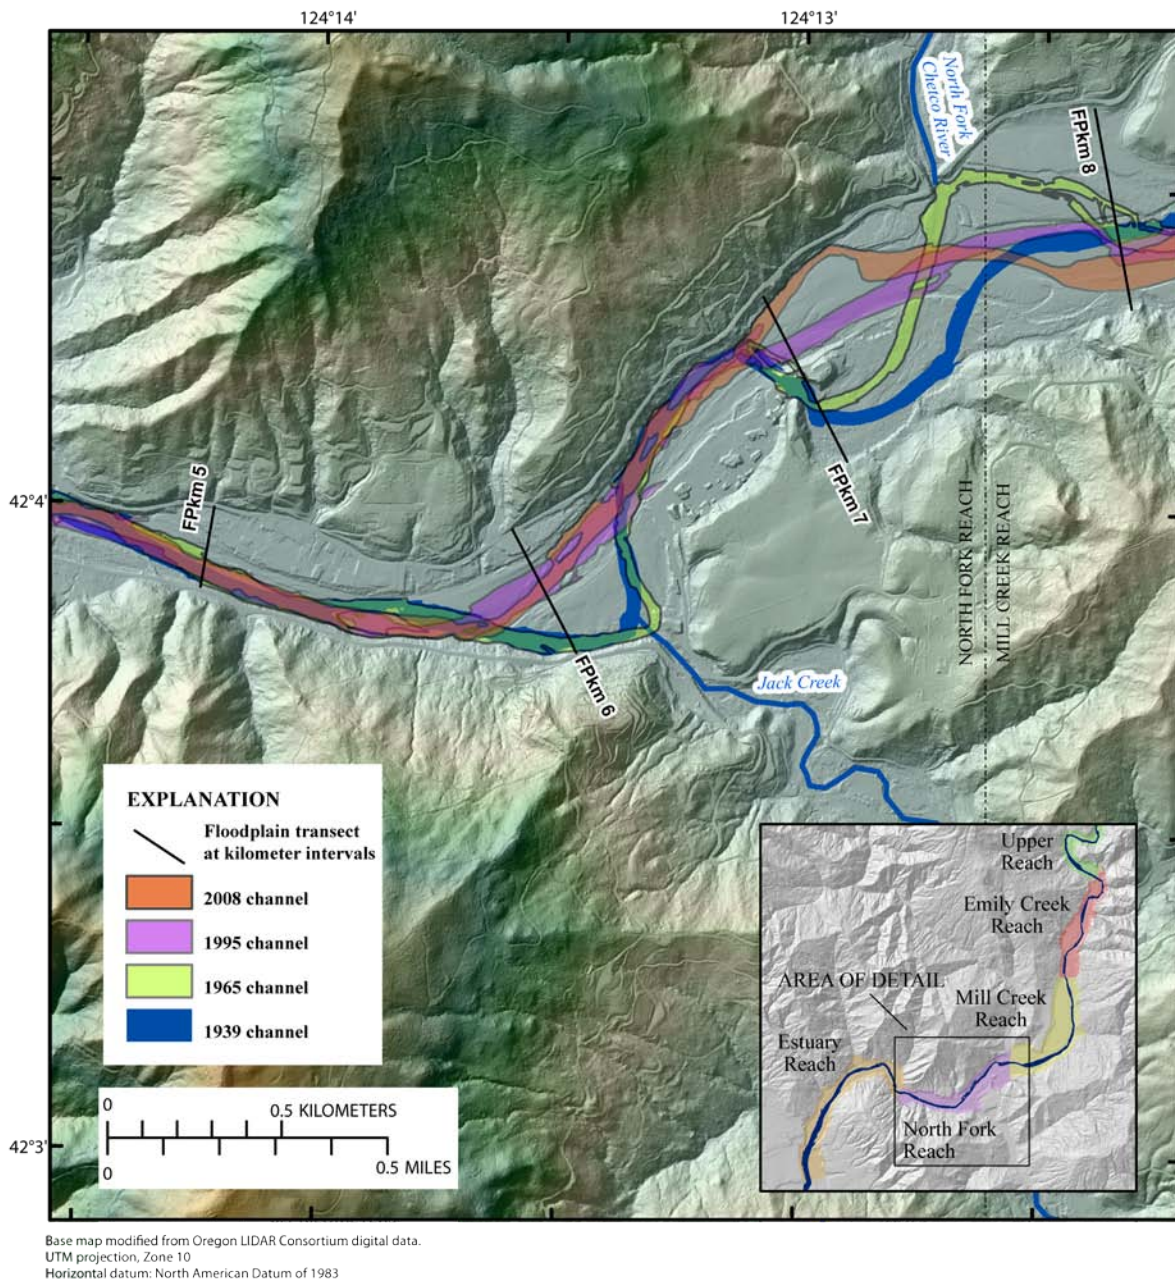 124°14'
124°13'
North Fork
Chetco River
FPkm 8
FPkm 5
42°4'
FPkm 7
NORTH FORK REACH
MILL CREEK REACH
FPkm 6
Jack Creek
EXPLANATION
Floodplain transect
at kilometer intervals
2008 channel
1995 channel
1965 channel
1939 channel
0
0.5 KILOMETERS
0
0.5 MILES
42°3'
Upper
Reach
Emily Creek
Reach
AREA OF DETAIL
Mill Creek
Reach
Estuary
Reach
North Fork
Reach
Base map modified from Oregon LIDAR Consortium digital data.
UTM projection, Zone 10
Horizontal datum: North American Datum of 1983